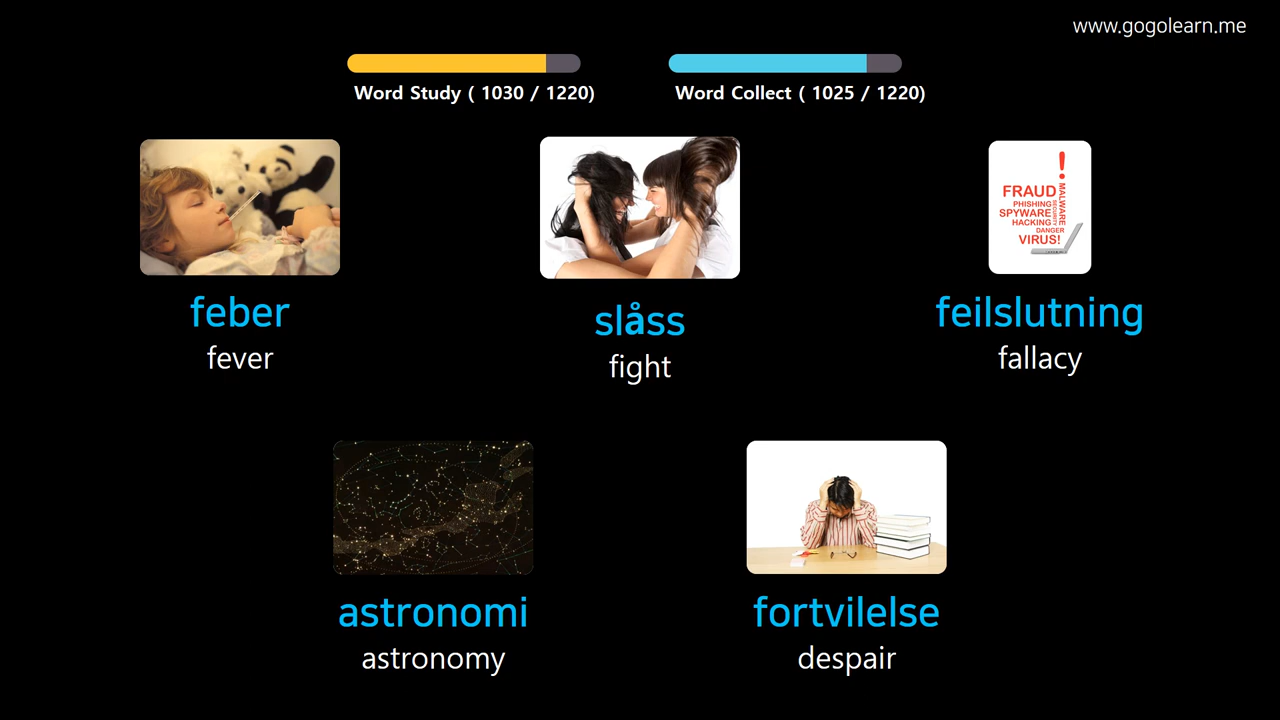 www.gogolearn.me
Word Study ( 1030 / 1220)
Word Collect ( 1025 / 1220)
FRAUD
PHISHING
SPYWARE
HACKING
DANGER
VIRUS!
MALWARE
SECURITY
!
feber
fever
slåss
fight
feilslutning
fallacy
astronomi
astronomy
fortvilelse
despair